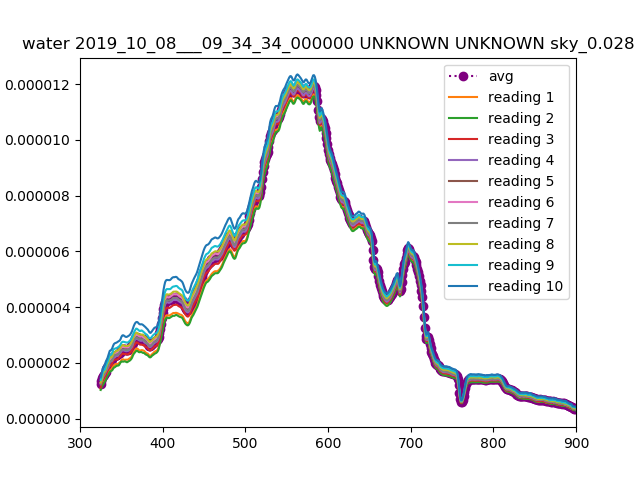 water 2019_10_08___09_34_34_000000 UNKNOWN UNKNOWN sky_0.028
0.000012
0.000010
0.000008
0.000006
0.000004
0.000002
0.000000
300 400 500 600 700 800 900
avg
reading 1
reading 2
reading 3
reading 4
reading 5
reading 6
reading 7
reading 8
reading 9
reading 10